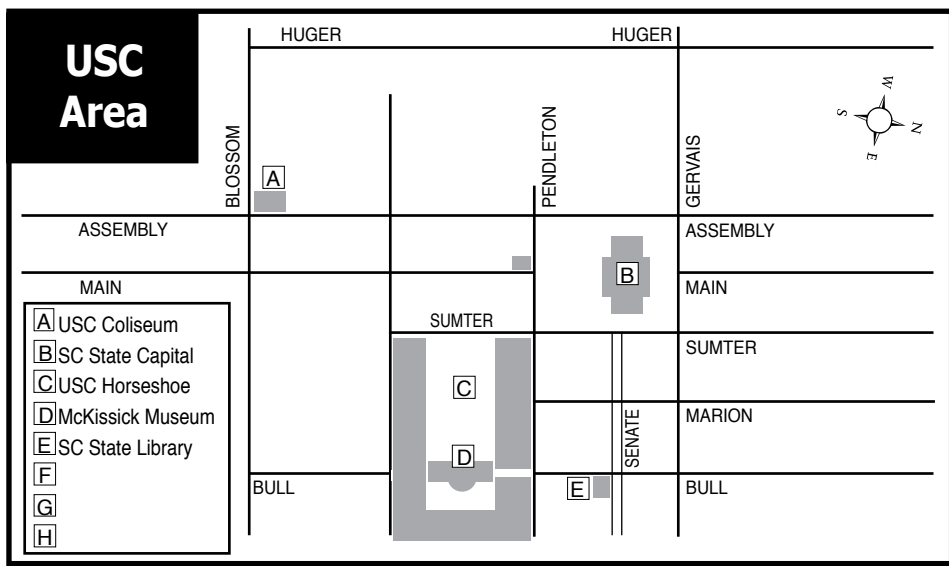 USC
Area
HUGER
HUGER
W
S
N
E
BLOSSOM
PENDLETON
GERVAIS
A
ASSEMBLY
ASSEMBLY
B
MAIN
MAIN
SUMTER
SUMTER
C
MARION
SENATE
D
BULL
E
BULL
A USC Coliseum
B SC State Capital
C USC Horseshoe
D McKissick Museum
E SC State Library
F
G
H